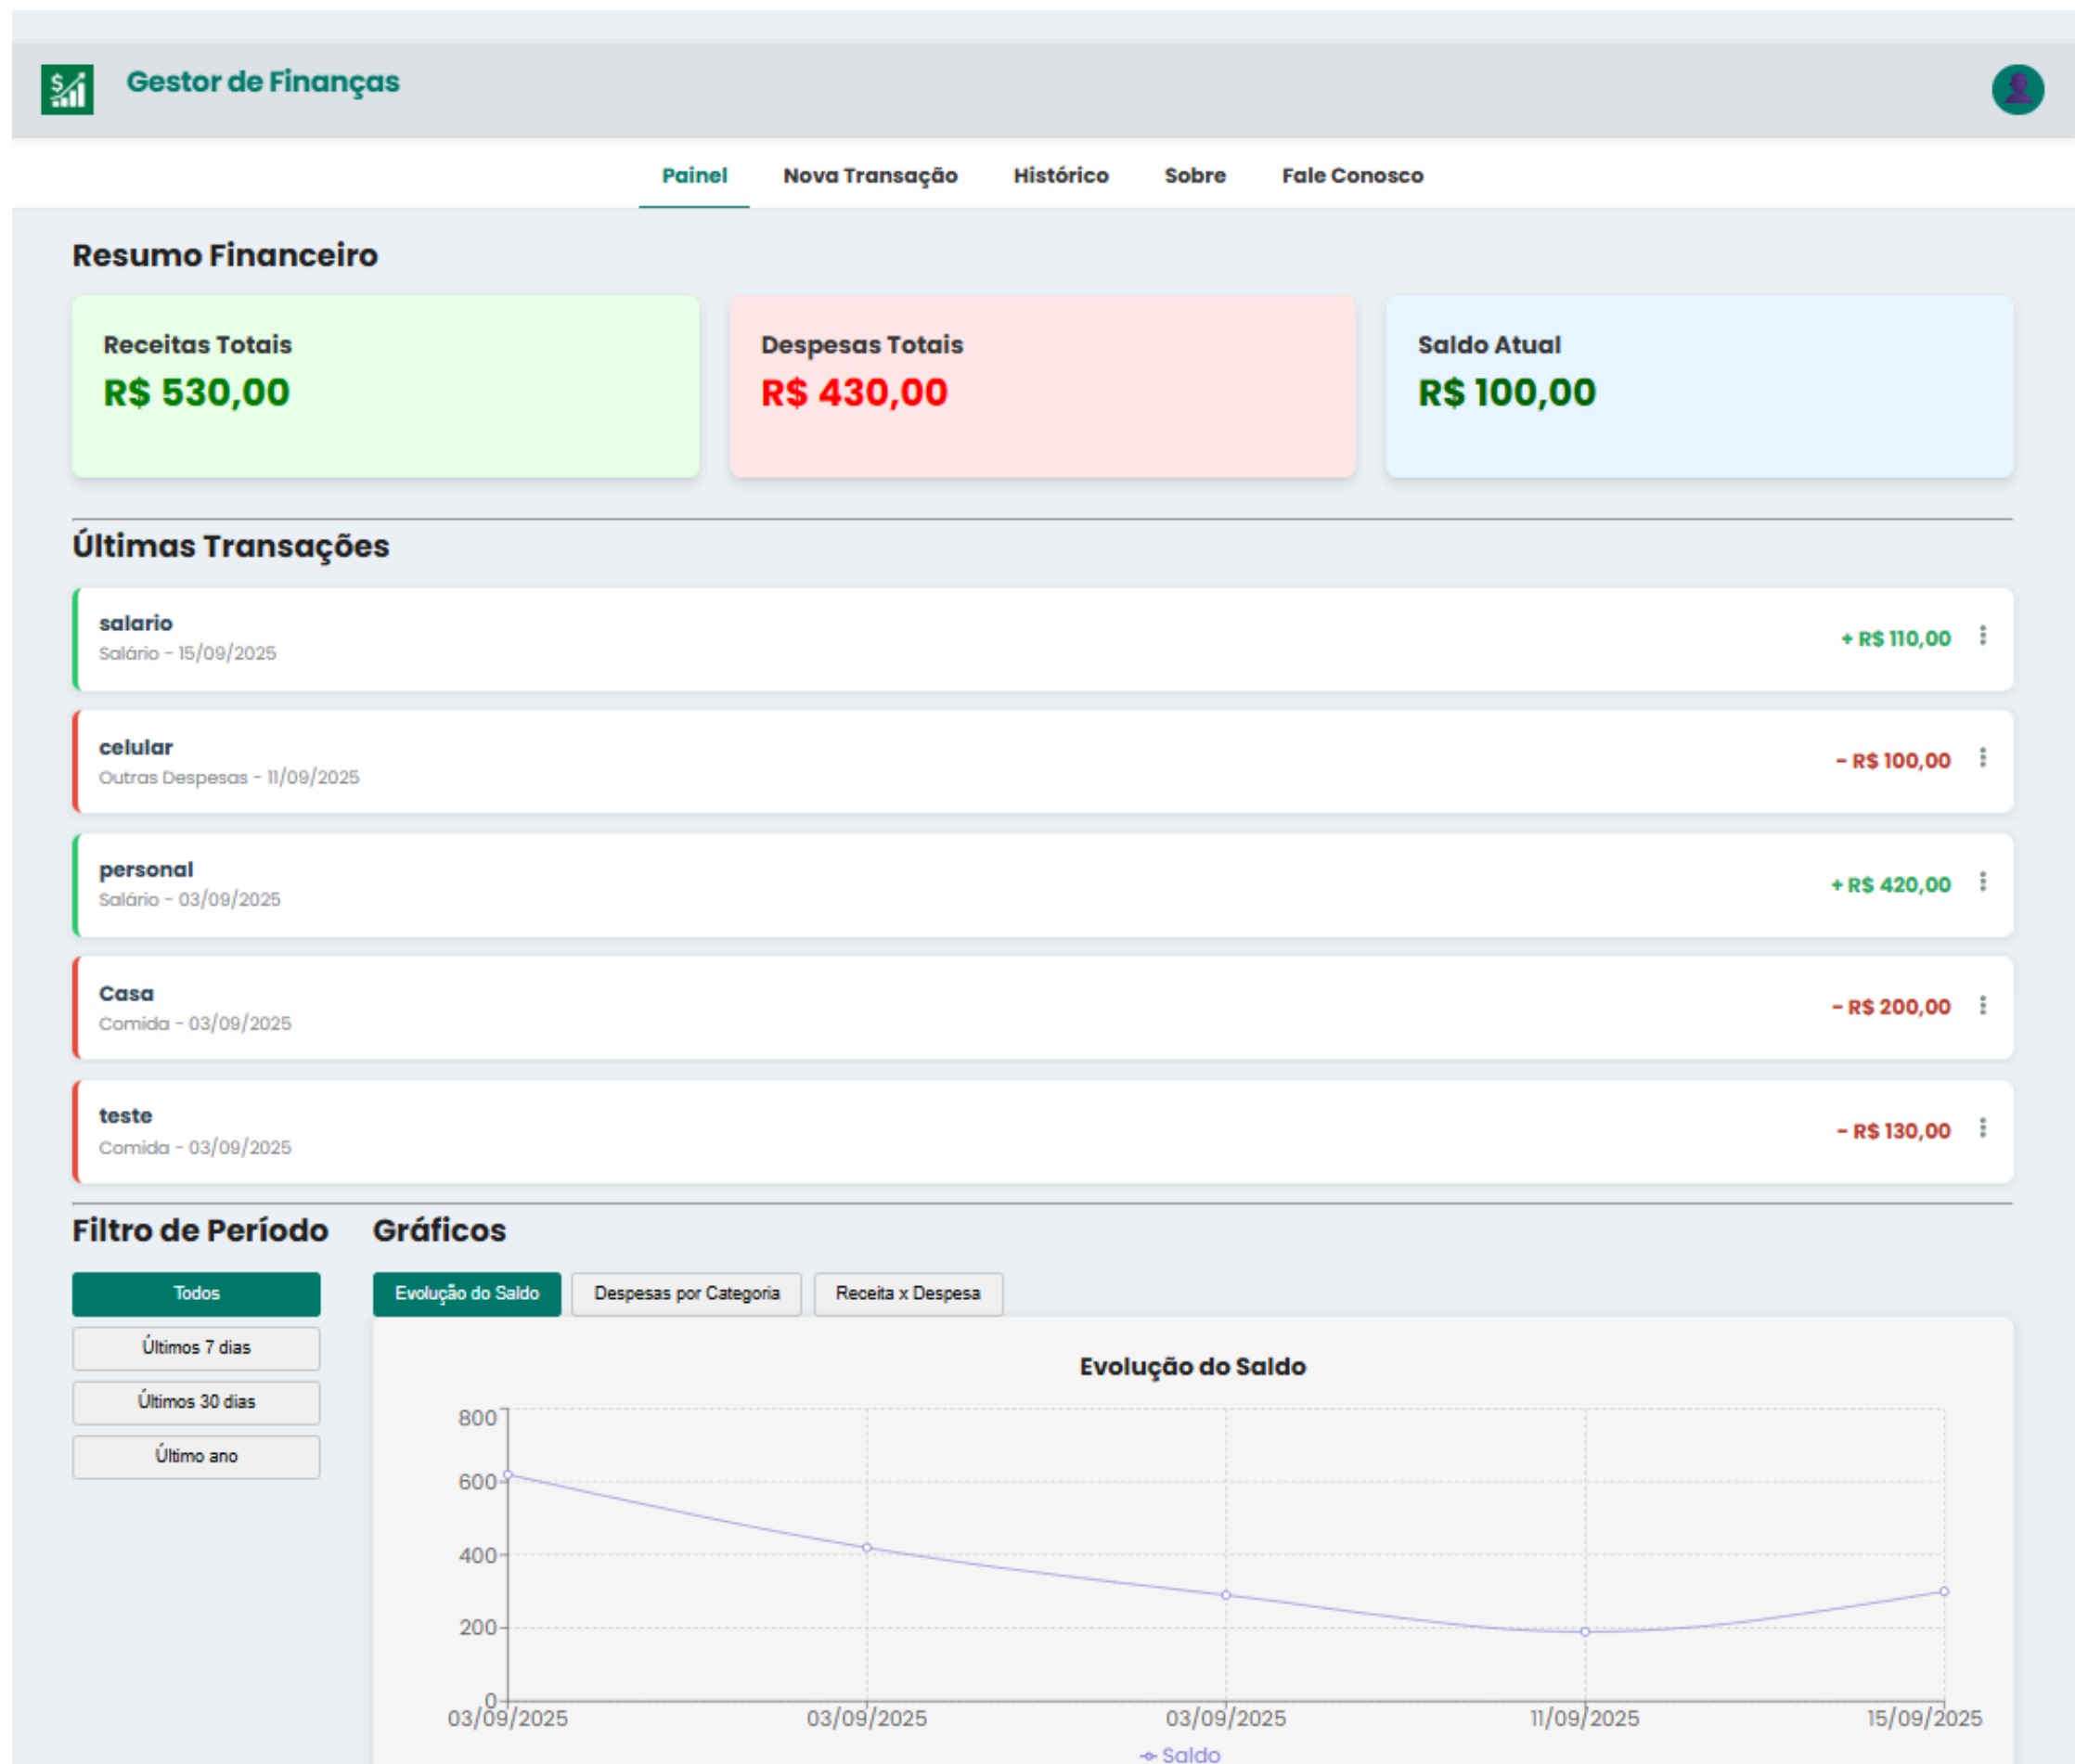 Gestor de Finanças
Painel Nova Transação Histórico Sobre Fale Conosco
Resumo Financeiro
Receitas Totais
R$ 530,00
Despesas Totais
R$ 430,00
Saldo Atual
R$ 100,00
Últimas Transações
salario
Salário - 15/09/2025
+ R$ 110,00
celular
Outras Despesas - 11/09/2025
- R$ 100,00
personal
Salário - 03/09/2025
+ R$ 420,00
Casa
Comida - 03/09/2025
- R$ 200,00
teste
Comida - 03/09/2025
- R$ 130,00
Filtro de Período
Todos
Últimos 7 dias
Últimos 30 dias
Último ano
Gráficos
Evolução do Saldo Despesas por Categoria Receita x Despesa
Evolução do Saldo
800
600
400
200
0
03/09/2025 03/09/2025 03/09/2025 11/09/2025 15/09/2025
Saldo